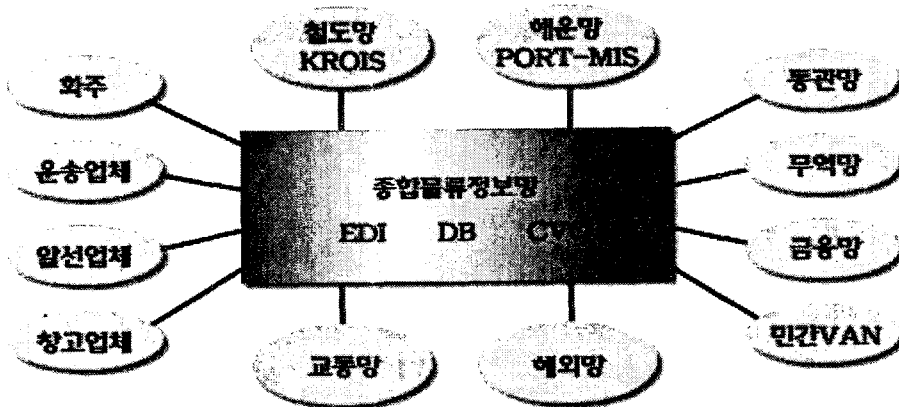 철도망
KROIS
해운망
PORT-MIS
화주
통관망
운송업체
무역망
종합물류정보망
EDI DB
알선업체
금융망
창고업체
민간VAN
교통망
해외망